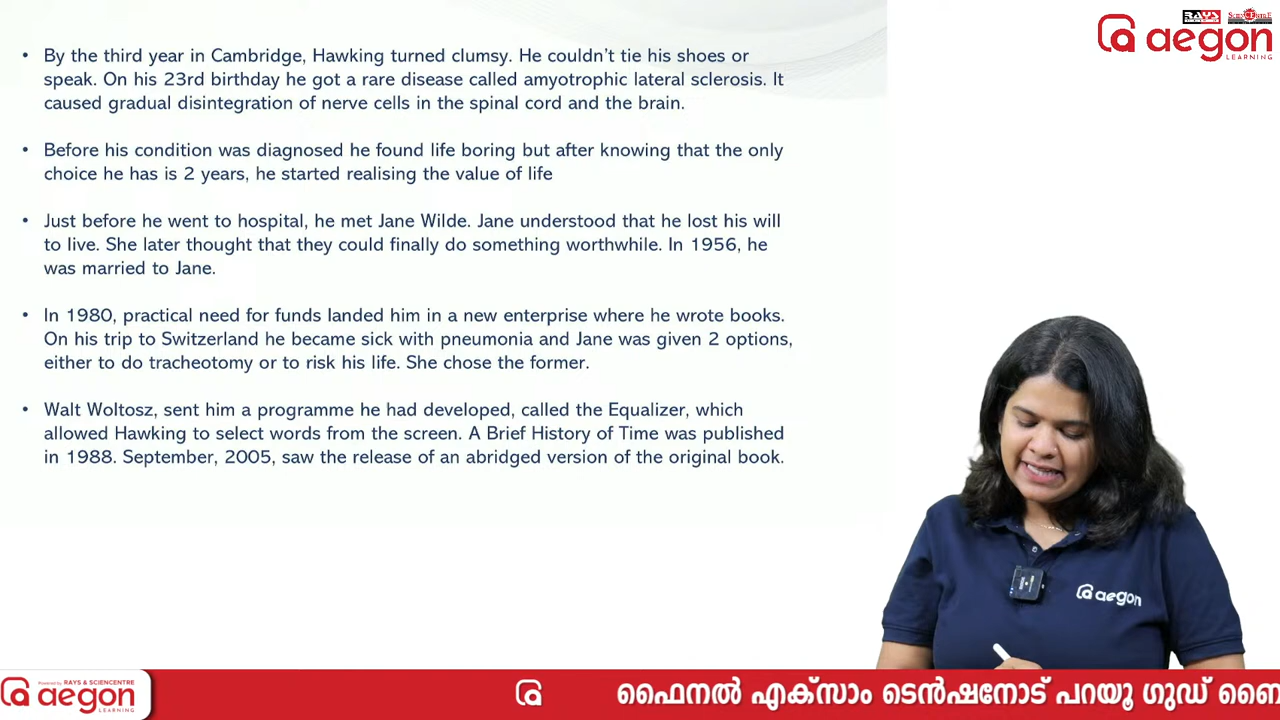 • By the third year in Cambridge, Hawking turned clumsy. He couldn't tie his shoes or
speak. On his 23rd birthday he got a rare disease called amyotrophic lateral sclerosis. It
caused gradual disintegration of nerve cells in the spinal cord and the brain.
• Before his condition was diagnosed he found life boring but after knowing that the only
choice he has is 2 years, he started realising the value of life
• Just before he went to hospital, he met Jane Wilde. Jane understood that he lost his will
to live. She later thought that they could finally do something worthwhile. In 1956, he
was married to Jane.
• In 1980, practical need for funds landed him in a new enterprise where he wrote books.
On his trip to Switzerland he became sick with pneumonia and Jane was given 2 options,
either to do tracheotomy or to risk his life. She chose the former.
• Walt Woltosz, sent him a programme he had developed, called the Equalizer, which
allowed Hawking to select words from the screen. A Brief History of Time was published
in 1988. September, 2005, saw the release of an abridged version of the original book.
RAYS
aegon
LEARNING
aegon
Powered by RAYS & SCIENCENTRE
aegon
LEARNING
ഫൈനൽ എക്സാം ടെൻഷനോട് പറയൂ ഗുഡ് ബൈ